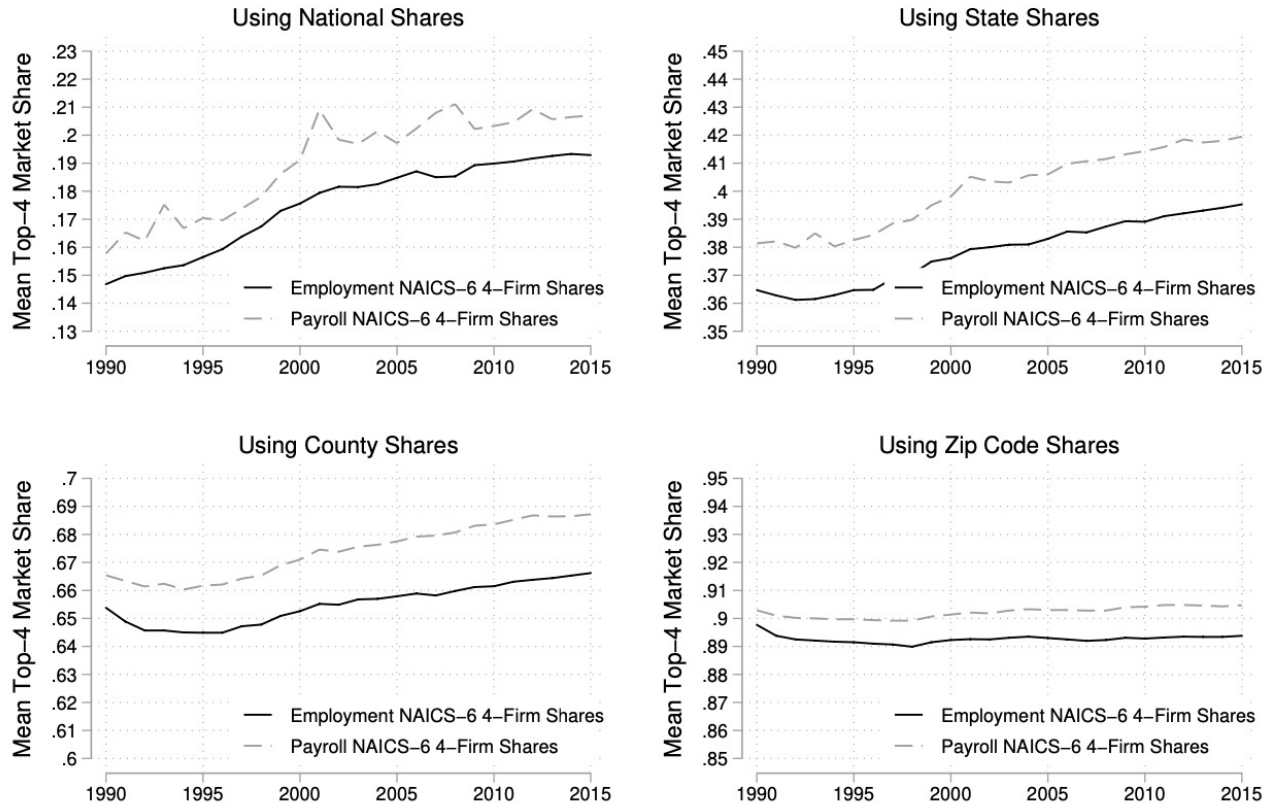 Using National Shares
Mean Top−4 Market Share
.23
.22
.21
.2
.19
.18
.17
.16
.15
.14
.13
Employment NAICS−6 4−Firm Shares
Payroll NAICS−6 4−Firm Shares
1990 1995 2000 2005 2010 2015
Using State Shares
Mean Top−4 Market Share
.45
.44
.43
.42
.41
.4
.39
.38
.37
.36
.35
Employment NAICS−6 4−Firm Shares
Payroll NAICS−6 4−Firm Shares
1990 1995 2000 2005 2010 2015
Using County Shares
Mean Top−4 Market Share
.7
.69
.68
.67
.66
.65
.64
.63
.62
.61
.6
Employment NAICS−6 4−Firm Shares
Payroll NAICS−6 4−Firm Shares
1990 1995 2000 2005 2010 2015
Using Zip Code Shares
Mean Top−4 Market Share
.95
.94
.93
.92
.91
.9
.89
.88
.87
.86
.85
Employment NAICS−6 4−Firm Shares
Payroll NAICS−6 4−Firm Shares
1990 1995 2000 2005 2010 2015